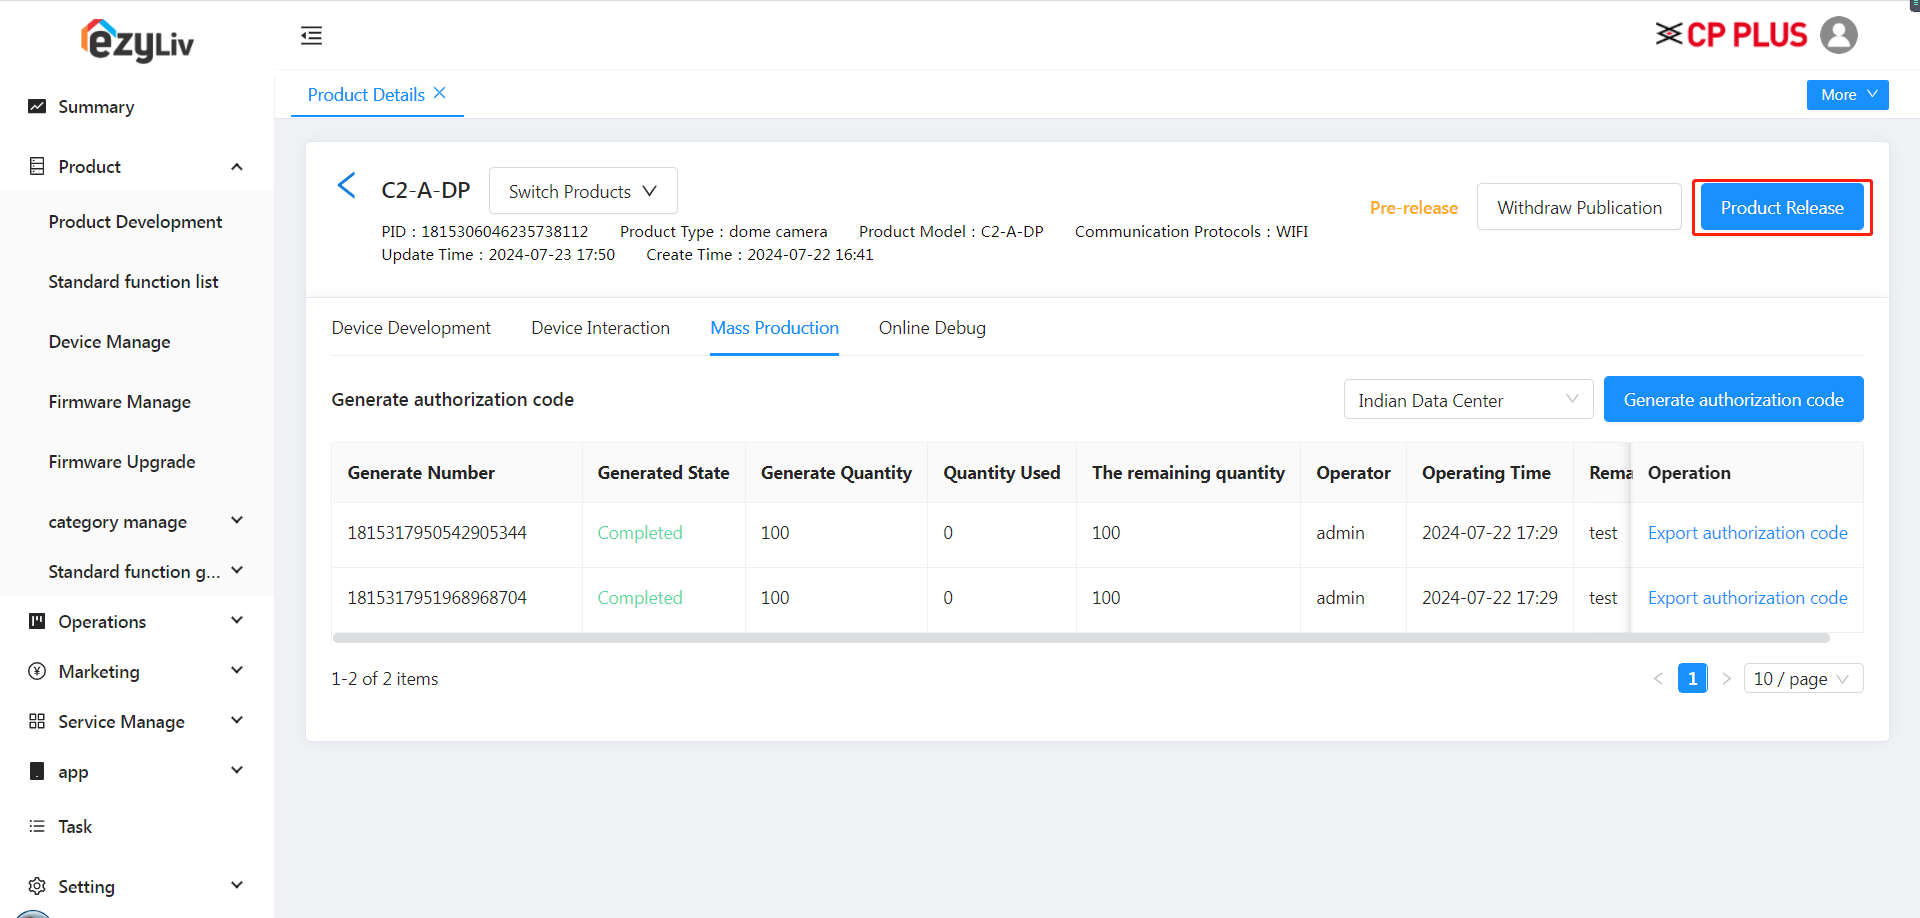 ezyLiv
CP PLUS
Summary
Product
Product Development
Standard function list
Device Manage
Firmware Manage
Firmware Upgrade
category manage
Standard function g...
Operations
Marketing
Service Manage
app
Task
Setting
Product Details
More
C2-A-DP
Switch Products
Pre-release
Withdraw Publication
Product Release
PID : 1815306046235738112 Product Type : dome camera Product Model : C2-A-DP Communication Protocols : WIFI
Update Time : 2024-07-23 17:50 Create Time : 2024-07-22 16:41
Device Development Device Interaction Mass Production Online Debug
Generate authorization code
Indian Data Center
Generate authorization code
Generate Number Generated State Generate Quantity Quantity Used The remaining quantity Operator Operating Time Rema Operation
1815317950542905344 Completed 100 0 100 admin 2024-07-22 17:29 test Export authorization code
1815317951968968704 Completed 100 0 100 admin 2024-07-22 17:29 test Export authorization code
1-2 of 2 items
< 1 > 10 / page